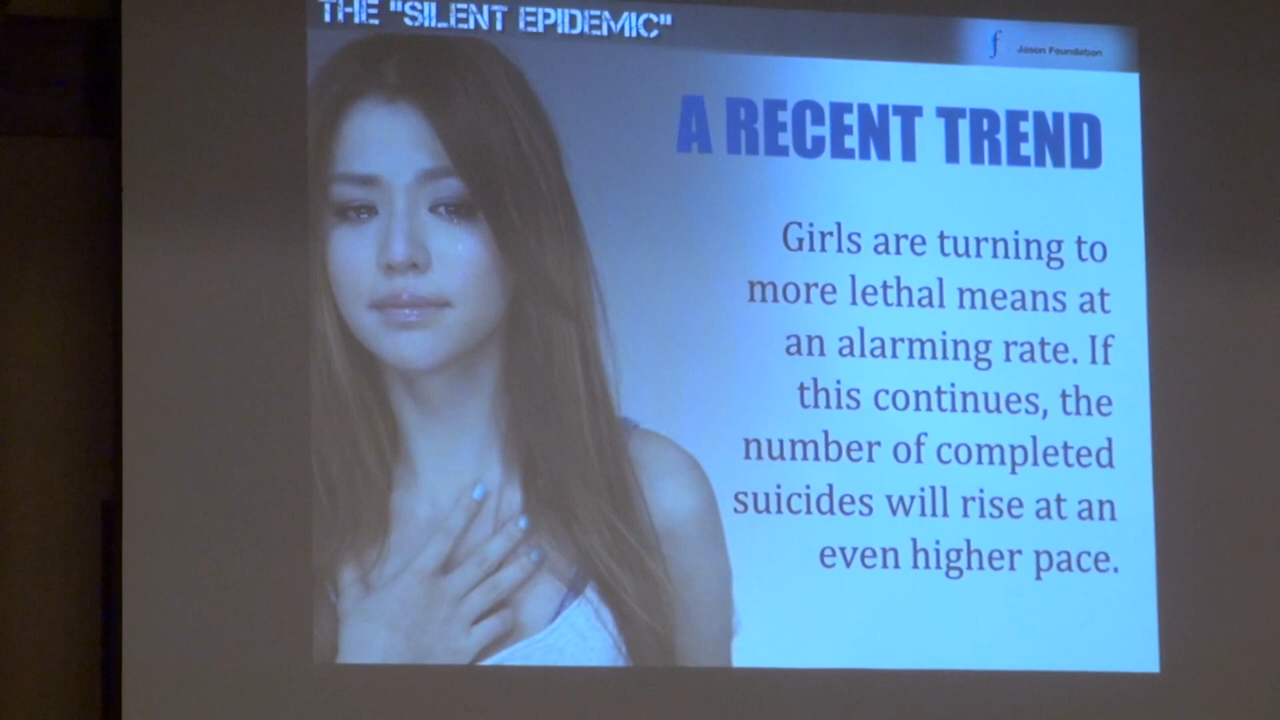 THE "SILENT EPIDEMIC"
f Jason Foundation
A RECENT TREND
Girls are turning to
more lethal means at
an alarming rate. If
this continues, the
number of completed
suicides will rise at an
even higher pace.